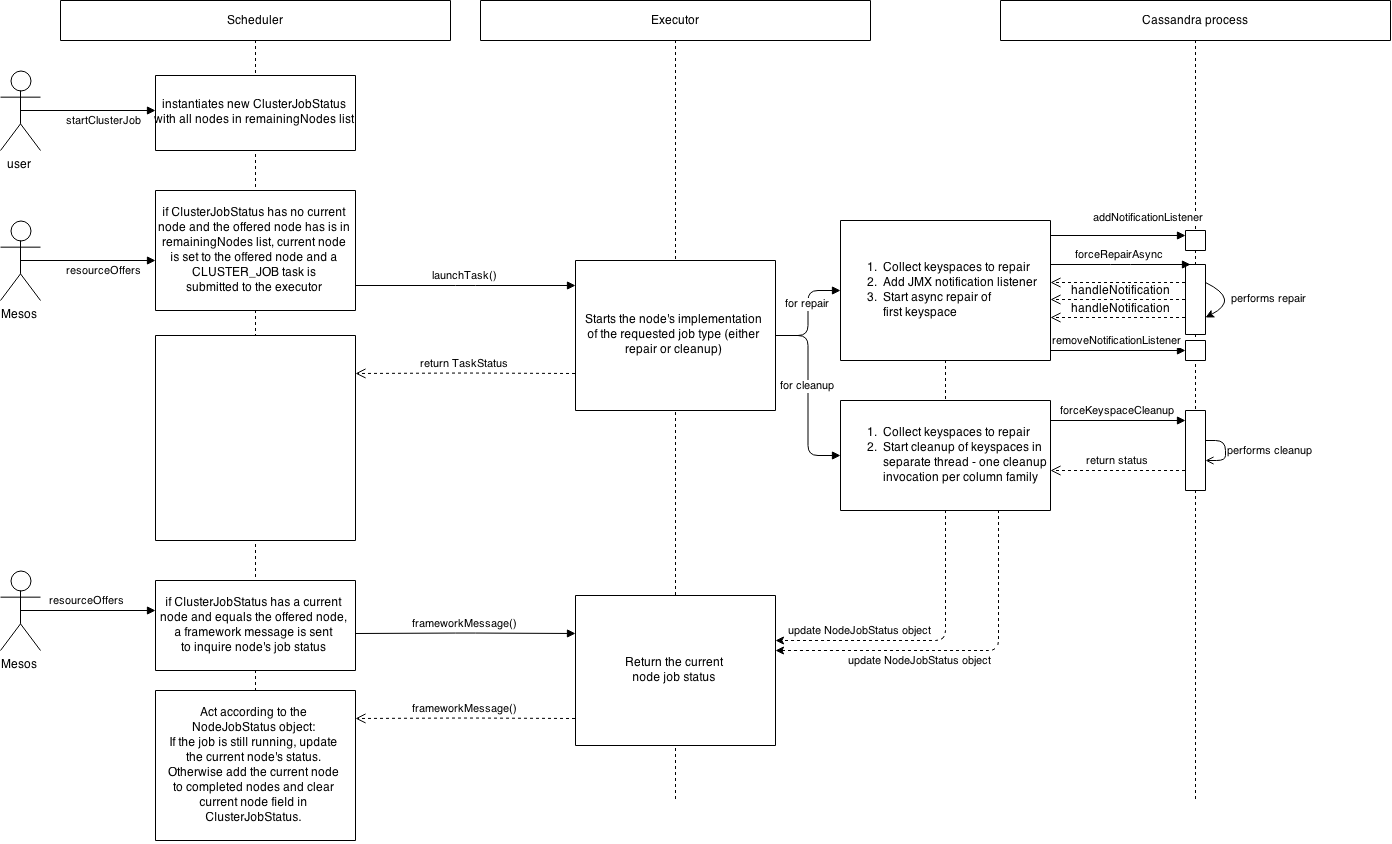 Scheduler
Executor
Cassandra process
instantiates new ClusterJobStatus
with all nodes in remainingNodes list
startClusterJob
user
if ClusterJobStatus has no current
node and the offered node has is in
remainingNodes list, current node
is set to the offered node and a
CLUSTER_JOB task is
submitted to the executor
resourceOffers
Mesos
launchTask()
Starts the node's implementation
of the requested job type (either
repair or cleanup)
return TaskStatus
for repair
for cleanup
1. Collect keyspaces to repair
2. Add JMX notification listener
3. Start async repair of
first keyspace
addNotificationListener
forceRepairAsync
handleNotification
handleNotification
performs repair
removeNotificationListener
1. Collect keyspaces to repair
2. Start cleanup of keyspaces in
separate thread - one cleanup
invocation per column family
forceKeyspaceCleanup
performs cleanup
return status
resourceOffers
Mesos
if ClusterJobStatus has a current
node and equals the offered node,
a framework message is sent
to inquire node's job status
frameworkMessage()
Return the current
node job status
update NodeJobStatus object
update NodeJobStatus object
frameworkMessage()
Act according to the
NodeJobStatus object:
If the job is still running, update
the current node's status.
Otherwise add the current node
to completed nodes and clear
current node field in
ClusterJobStatus.